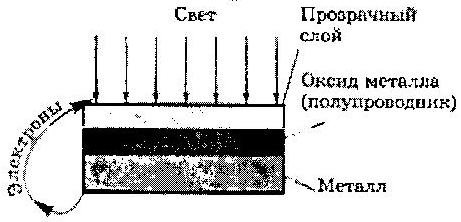 Свет
Прозрачный
слой
Оксид металла
(полупроводник)
Металл
Электроны